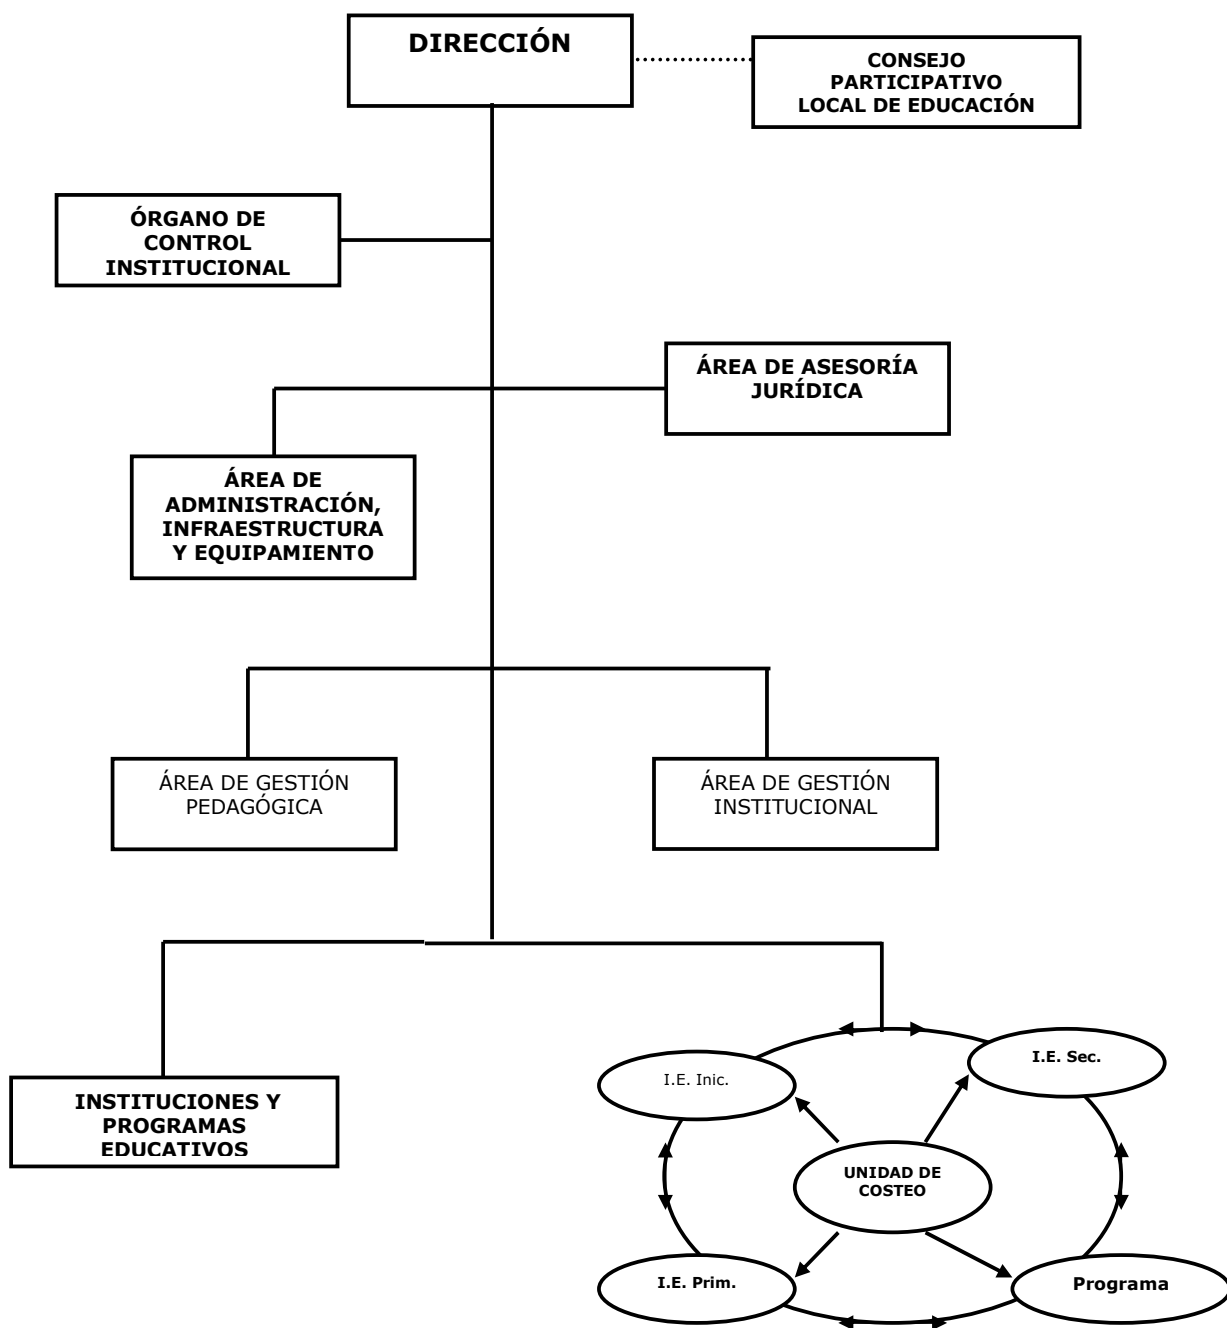 DIRECCIÓN
CONSEJO
PARTICIPATIVO
LOCAL DE EDUCACIÓN
ÓRGANO DE
CONTROL
INSTITUCIONAL
ÁREA DE ASESORÍA
JURÍDICA
ÁREA DE
ADMINISTRACIÓN,
INFRAESTRUCTURA
Y EQUIPAMIENTO
ÁREA DE GESTIÓN
PEDAGÓGICA
ÁREA DE GESTIÓN
INSTITUCIONAL
INSTITUCIONES Y
PROGRAMAS
EDUCATIVOS
I.E. Inic.
I.E. Sec.
UNIDAD DE
COSTEO
I.E. Prim.
Programa